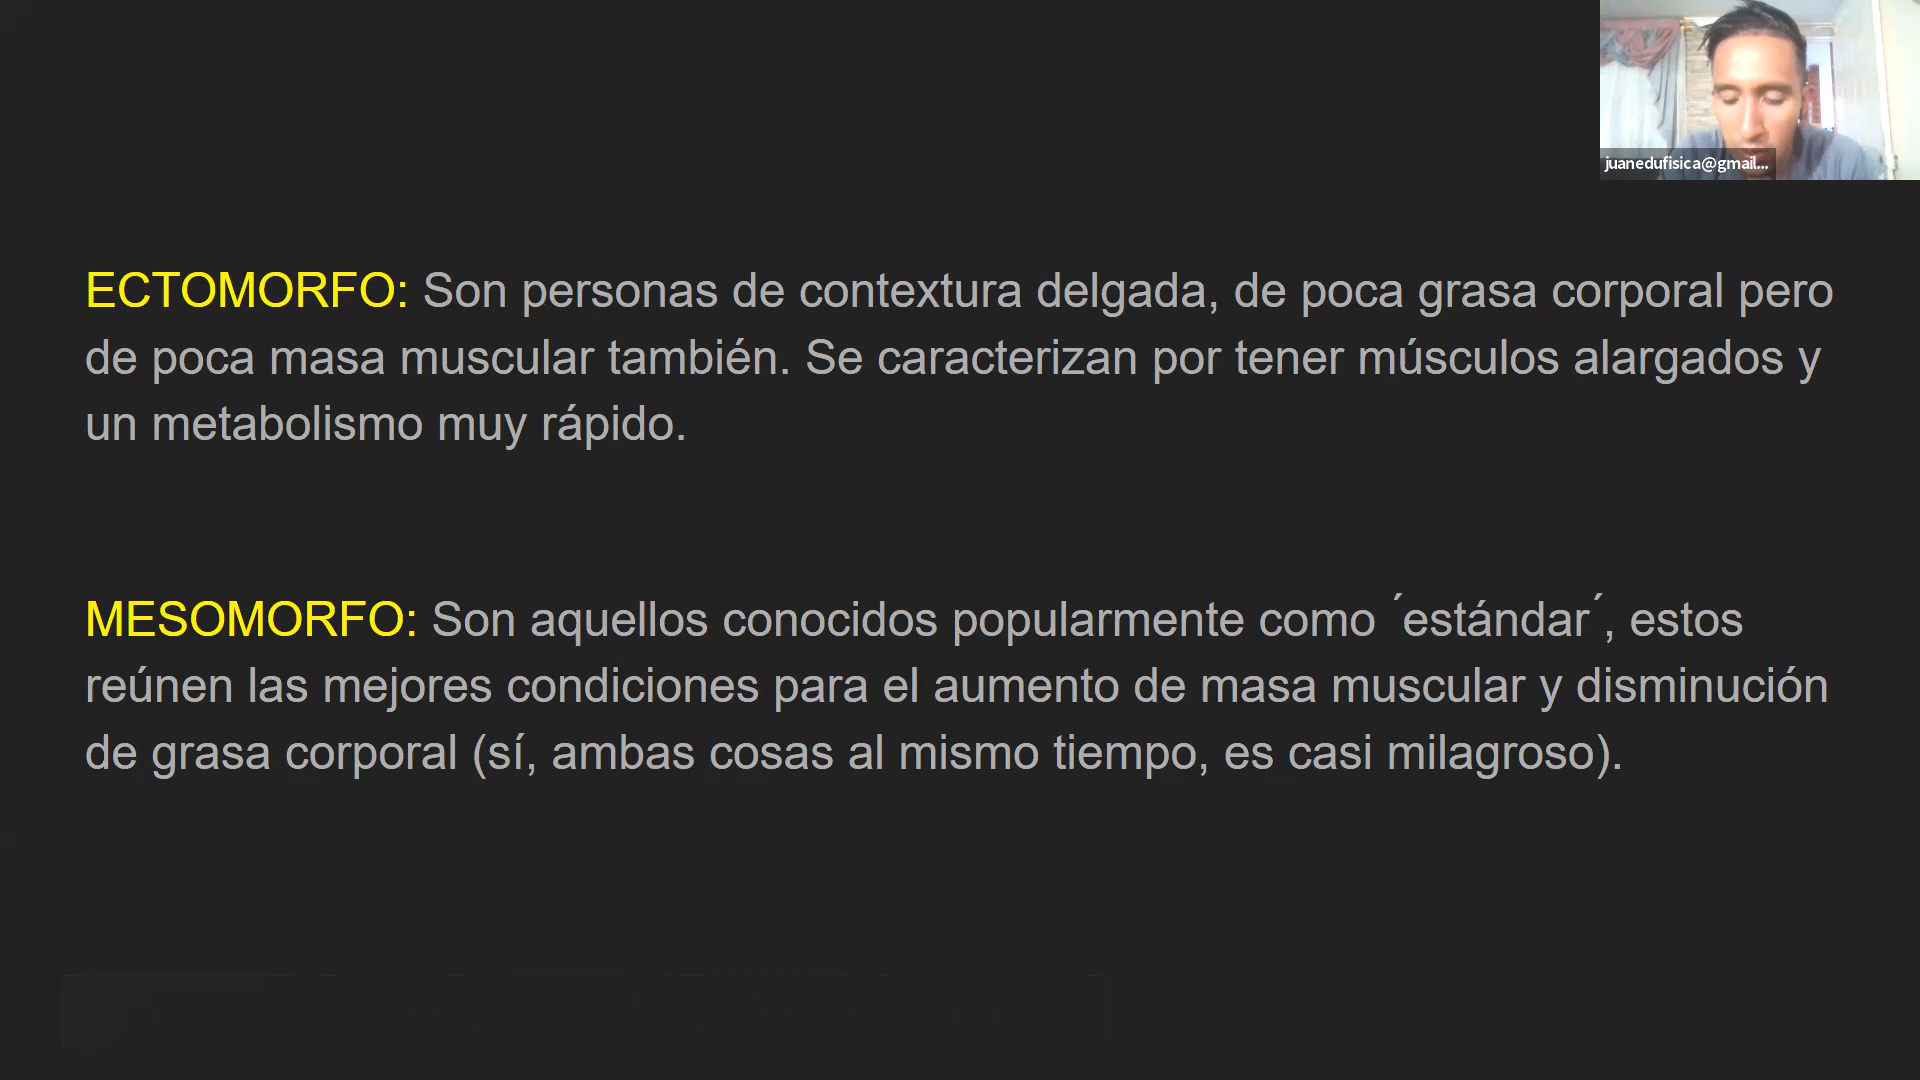 juanedufisica@gmail...
ECTOMORFO: Son personas de contextura delgada, de poca grasa corporal pero
de poca masa muscular también. Se caracterizan por tener músculos alargados y
un metabolismo muy rápido.
MESOMORFO: Son aquellos conocidos popularmente como ´estándar´, estos
reúnen las mejores condiciones para el aumento de masa muscular y disminución
de grasa corporal (sí, ambas cosas al mismo tiempo, es casi milagroso).